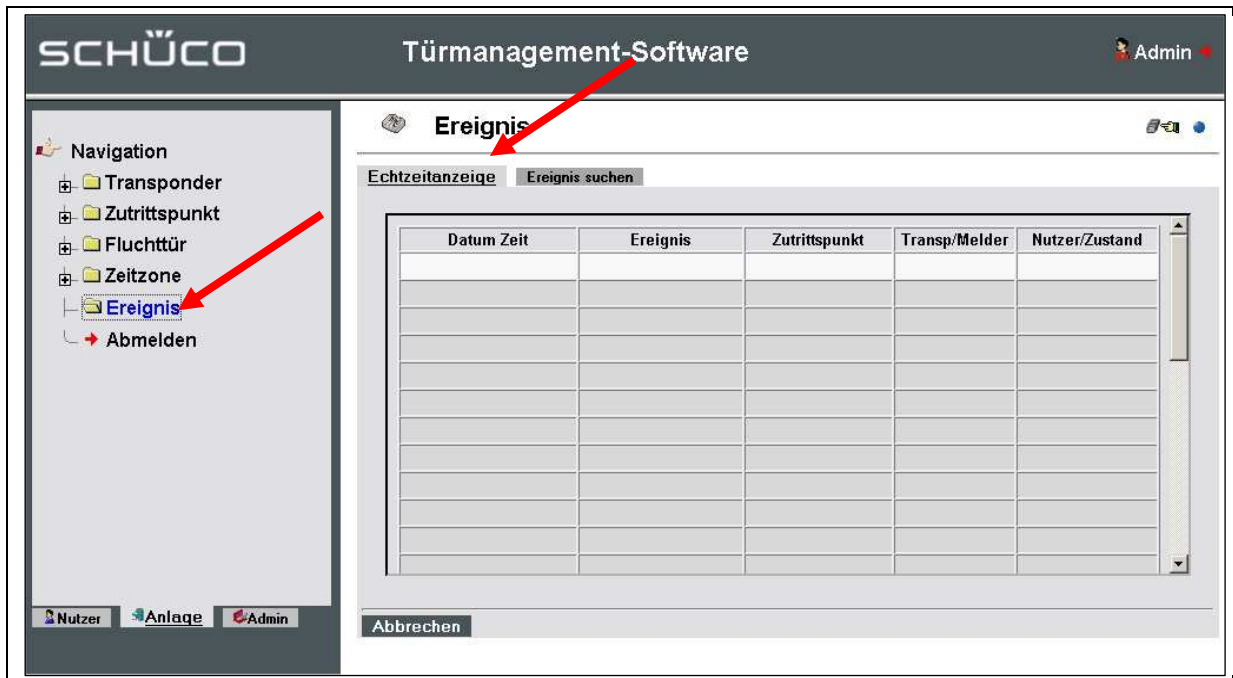 SCHÜCO
Türmanagement-Software
Admin
Navigation
Transponder
Zutrittspunkt
Fluchttür
Zeitzone
Ereignis
Abmelden
Nutzer Anlage Admin
Ereignis
Echtzeitanzeige Ereignis suchen
Datum Zeit Ereignis Zutrittspunkt Transp/Melder Nutzer/Zustand
Abbrechen